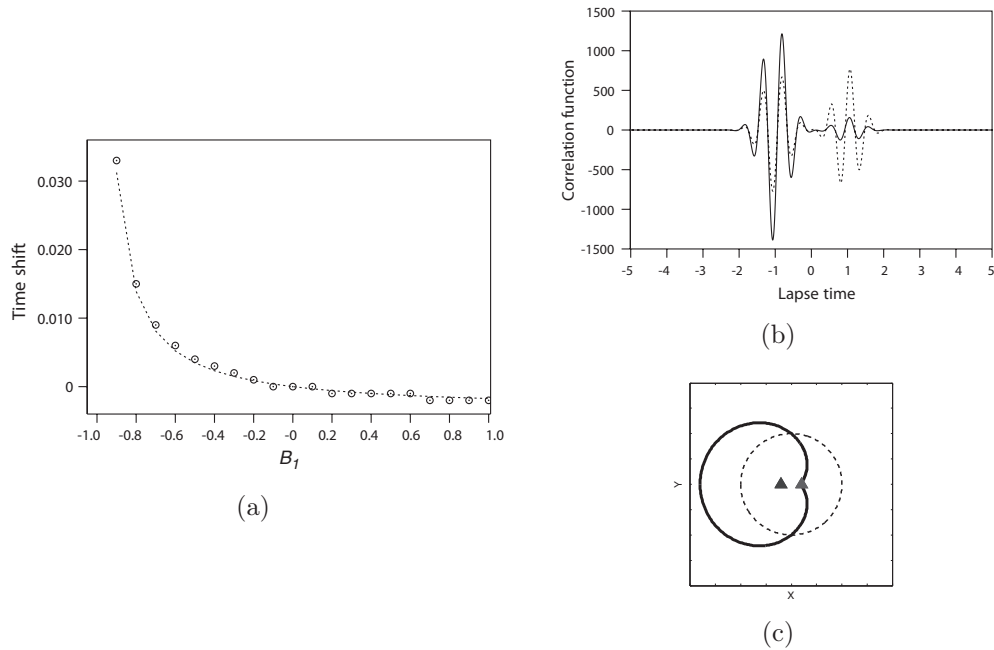 0.030
0.020
0.010
0
Time shift
-1.0 -0.8 -0.6 -0.4 -0.2 -0 0.2 0.4 0.6 0.8 1.0
B1
(a)
1500
1000
500
0
-500
-1000
-1500
Correlation function
-5 -4 -3 -2 -1 0 1 2 3 4 5
Lapse time
(b)
Y
X
(c)